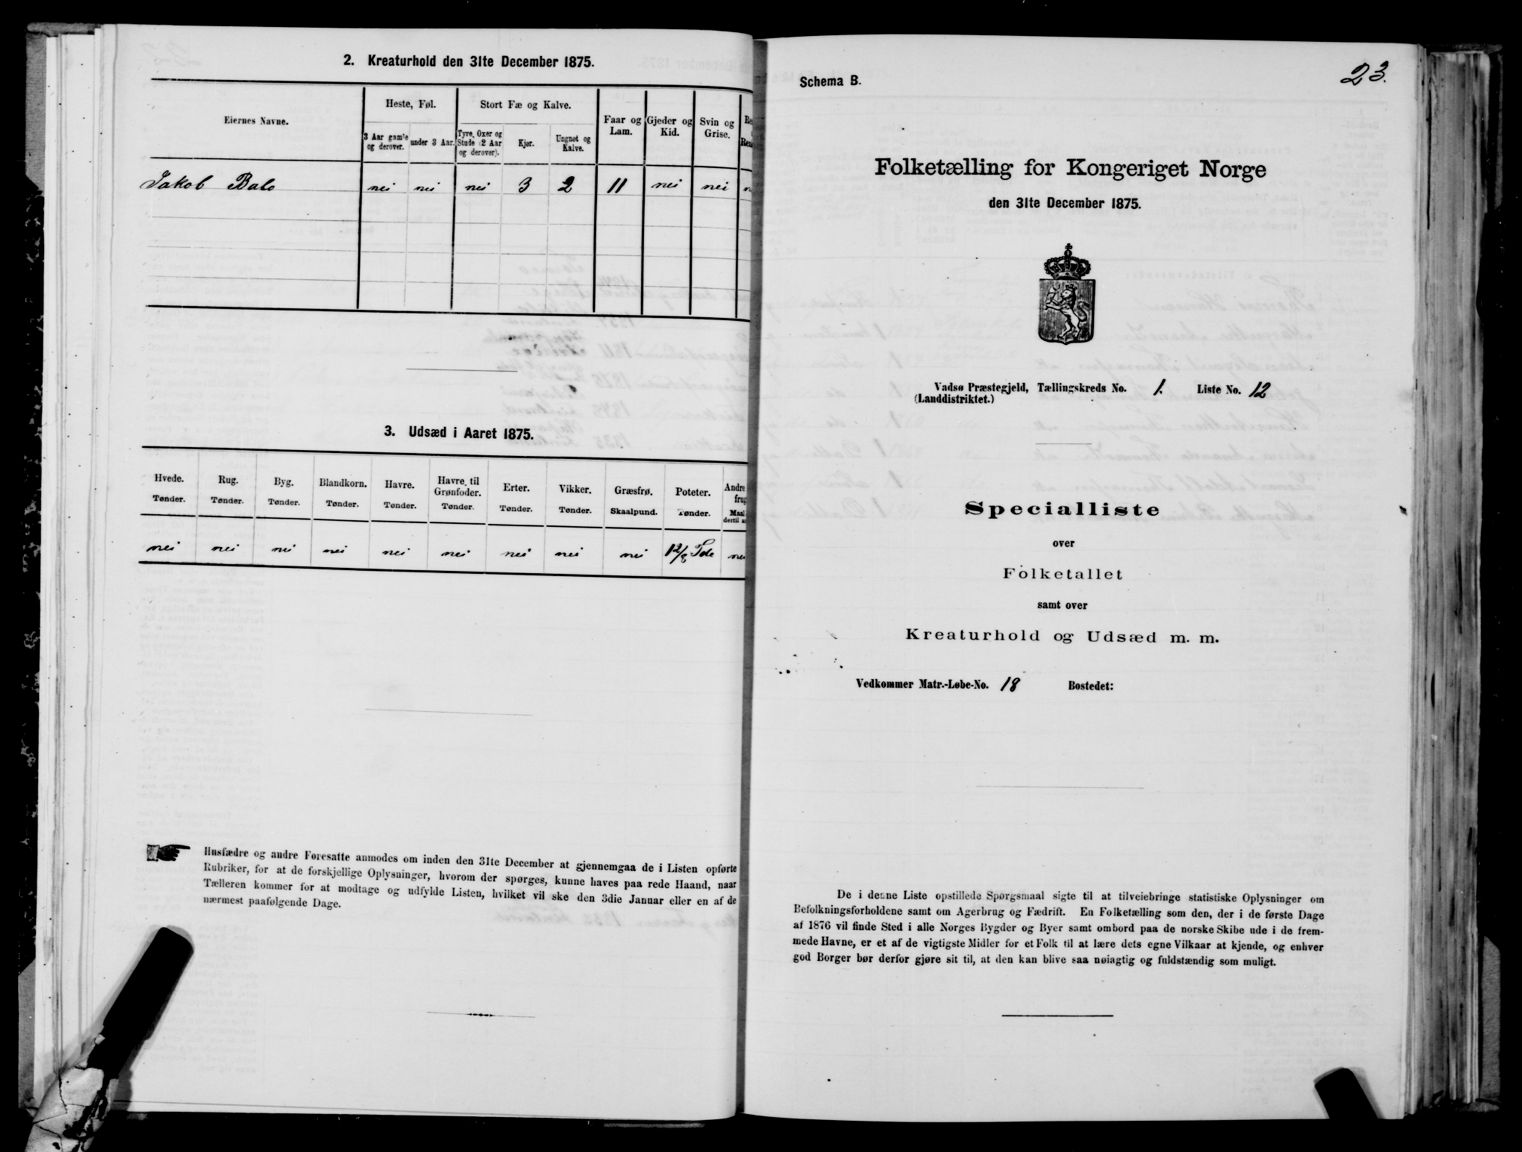 2. Kreaturhold den 31te December 1875.
Eiernes Navne.
Heste, Føl.
Stort Fæ og Kalve.
Faar og Lam.
Gjeder og Kid.
Svin og Grise.
3 Aar gamle og derover.
under 3 Aar.
Tyre, Oxer og Stude (2 Aar og derover).
Kjør.
Ungnet og Kalve.
Jakob Balo nei nei nei 3 2 11 nei nei
3. Udsæd i Aaret 1875.
Hvede. Rug. Byg. Blandkorn. Havre. Havre til Grønfoder. Erter. Vikker. Græsfrø. Poteter. Andre
Tønder. Tønder. Tønder. Tønder. Tønder. Tønder. Tønder. Tønder. Skaalpund. Tønder.
nei nei nei nei nei nei nei nei nei 12/8 Tde
Husfædre og andre Foresatte anmodes om inden den 31te December at gjennemgaa de i Listen opførte
Rubriker, for at de forskjellige Oplysninger, hvorom der spørges, kunne haves paa rede Haand, naar
Tælleren kommer for at modtage og udfylde Listen, hvilket vil ske den 3die Januar eller en af de
nærmest paafølgende Dage.
Schema B.
23.
Folketælling for Kongeriget Norge
den 31te December 1875.
Vadsø Præstegjeld, Tællingskreds No. 1. Liste No. 12
(Landdistriktet.)
Specialliste
over
Folketallet
samt over
Kreaturhold og Udsæd m. m.
Vedkommer Matr.-Løbe-No. 18 Bostedet:
De i denne Liste opstillede Spørgsmaal sigte til at tilveiebringe statistiske Oplysninger om
Befolkningsforholdene samt om Agerbrug og Fædrift. En Folketælling som den, der i de første Dage
af 1876 vil finde Sted i alle Norges Bygder og Byer samt ombord paa de norske Skibe ude i de frem-
mede Havne, er et af de vigtigste Midler for et Folk til at lære dets egne Vilkaar at kjende, og enhver
god Borger bør derfor gjøre sit til, at den kan blive saa nøiagtig og fuldstændig som muligt.